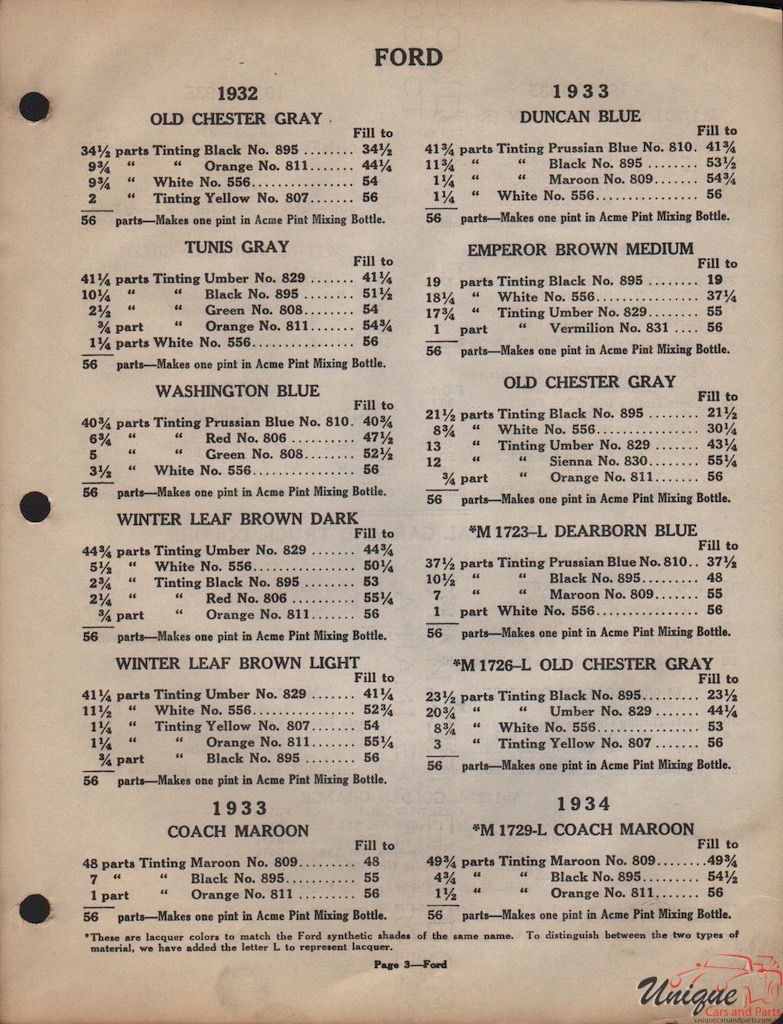 FORD
1932
OLD CHESTER GRAY
Fill to
34½ parts Tinting Black No. 895 ........ 34½
9¾ “ “ Orange No. 811....... 44¼
9¾ “ White No. 556............... 54
2 “ Tinting Yellow No. 807....... 56
56 parts—Makes one pint in Acme Pint Mixing Bottle.
TUNIS GRAY
Fill to
41¼ parts Tinting Umber No. 829 ....... 41¼
10¼ “ “ Black No. 895 ........ 51½
2½ “ “ Green No. 808........ 54
¾ part “ Orange No. 811....... 54¾
1¼ parts White No. 556............... 56
56 parts—Makes one pint in Acme Pint Mixing Bottle.
WASHINGTON BLUE
Fill to
40¾ parts Tinting Prussian Blue No. 810. 40¾
6¾ “ “ Red No. 806 .......... 47½
5 “ “ Green No. 808........ 52½
3½ “ White No. 556............... 56
56 parts—Makes one pint in Acme Pint Mixing Bottle.
WINTER LEAF BROWN DARK
Fill to
44¾ parts Tinting Umber No. 829 ....... 44¾
5½ “ White No. 556............... 50¼
2¾ “ Tinting Black No. 895 ........ 53
2¼ “ “ Red No. 806 .......... 55¼
¾ part “ Orange No. 811....... 56
56 parts—Makes one pint in Acme Pint Mixing Bottle.
WINTER LEAF BROWN LIGHT
Fill to
41¼ parts Tinting Umber No. 829 ....... 41¼
11½ “ White No. 556............... 52¾
1¼ “ Tinting Yellow No. 807....... 54
1¼ “ “ Orange No. 811....... 55¼
¾ part “ Black No. 895 ........ 56
56 parts—Makes one pint in Acme Pint Mixing Bottle.
1933
COACH MAROON
Fill to
48 parts Tinting Maroon No. 809......... 48
7 “ “ Black No. 895........... 55
1 part “ Orange No. 811 ......... 56
56 parts—Makes one pint in Acme Pint Mixing Bottle.
1933
DUNCAN BLUE
Fill to
41¾ parts Tinting Prussian Blue No. 810. 41¾
11¾ “ “ Black No. 895 ........ 53½
1¼ “ “ Maroon No. 809....... 54¾
1¼ “ White No. 556............... 56
56 parts—Makes one pint in Acme Pint Mixing Bottle.
EMPEROR BROWN MEDIUM
Fill to
19 parts Tinting Black No. 895 ........ 19
18¼ “ White No. 556............... 37¼
17¾ “ Tinting Umber No. 829....... 55
1 part “ Vermilion No. 831 .... 56
56 parts—Makes one pint in Acme Pint Mixing Bottle.
OLD CHESTER GRAY
Fill to
21½ parts Tinting Black No. 895 ........ 21½
8¾ “ White No. 556............... 30¼
13 “ Tinting Umber No. 829 ....... 43¼
12 “ “ Sienna No. 830........ 55¼
¾ part “ Orange No. 811....... 56
56 parts—Makes one pint in Acme Pint Mixing Bottle.
*M 1723–L DEARBORN BLUE
Fill to
37½ parts Tinting Prussian Blue No. 810.. 37½
10½ “ “ Black No. 895......... 48
7 “ “ Maroon No. 809....... 55
1 part White No. 556............... 56
56 parts—Makes one pint in Acme Pint Mixing Bottle.
*M 1726–L OLD CHESTER GRAY
Fill to
23½ parts Tinting Black No. 895......... 23½
20¾ “ “ Umber No. 829 ....... 44¼
8¾ “ White No. 556............... 53
3 “ Tinting Yellow No. 807 ....... 56
56 parts—Makes one pint in Acme Pint Mixing Bottle.
1934
*M 1729-L COACH MAROON
Fill to
49¾ parts Tinting Maroon No. 809........49¾
4¾ “ “ Black No. 895......... 54½
1½ “ “ Orange No. 811....... 56
56 parts—Makes one pint in Acme Pint Mixing Bottle.
*These are lacquer colors to match the Ford synthetic shades of the same name. To distinguish between the two types of
material, we have added the letter L to represent lacquer.
Page 3—Ford
Unique
Cars and Parts
uniquecarsandparts.com.au